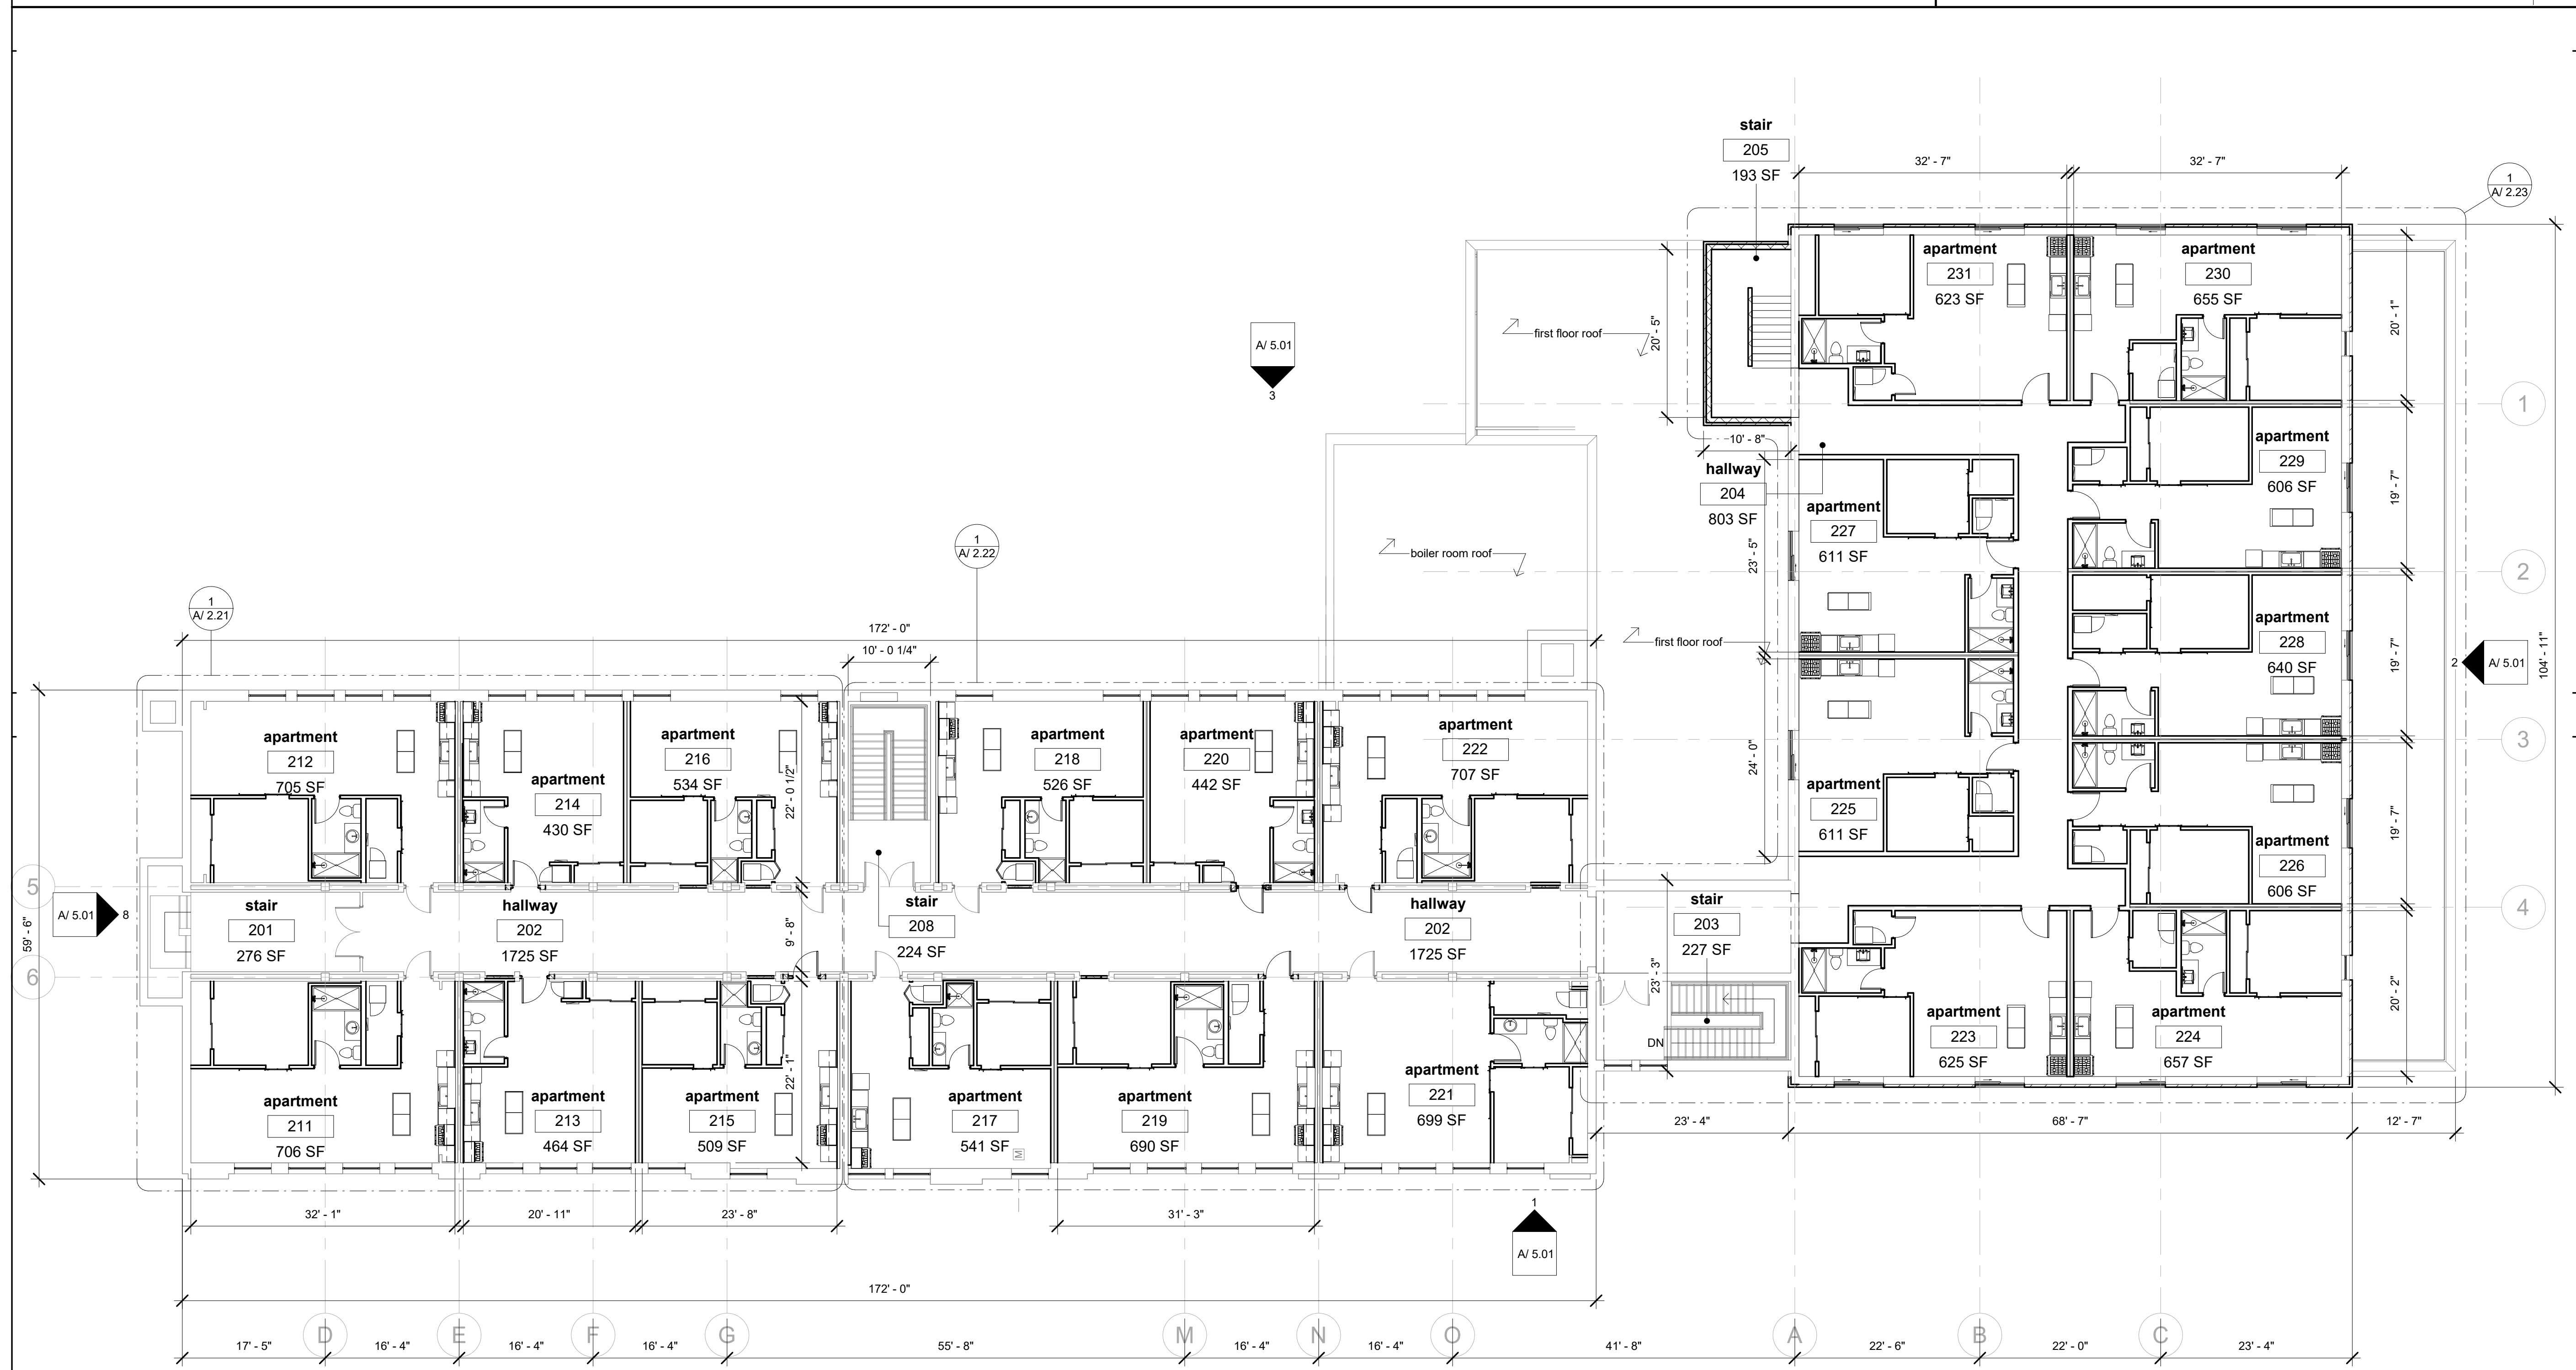 stair
205
193 SF
32' - 7"
32' - 7"
1
A/ 2.23
apartment
231
623 SF
apartment
230
655 SF
20' - 1"
20' - 5"
first floor roof
A/ 5.01
3
1
10' - 8"
hallway
204
803 SF
apartment
229
606 SF
19' - 7"
apartment
227
611 SF
23' - 5"
1
A/ 2.22
boiler room roof
2
1
A/ 2.21
172' - 0"
10' - 0 1/4"
first floor roof
apartment
228
640 SF
19' - 7"
2
A/ 5.01
104' - 11"
apartment
212
705 SF
apartment
214
430 SF
apartment
216
534 SF
22' - 0 1/2"
apartment
218
526 SF
apartment
220
442 SF
apartment
222
707 SF
24' - 0"
3
apartment
225
611 SF
apartment
226
606 SF
19' - 7"
5
59' - 6"
A/ 5.01
8
6
stair
201
276 SF
hallway
202
1725 SF
9' - 8"
stair
208
224 SF
hallway
202
1725 SF
stair
203
227 SF
23' - 3"
DN
4
apartment
223
625 SF
apartment
224
657 SF
20' - 2"
apartment
211
706 SF
apartment
213
464 SF
apartment
215
509 SF
22' - 1"
apartment
217
541 SF
M
apartment
219
690 SF
apartment
221
699 SF
23' - 4"
68' - 7"
12' - 7"
32' - 1"
20' - 11"
23' - 8"
31' - 3"
1
A/ 5.01
172' - 0"
D
E
F
G
M
N
O
A
B
C
17' - 5"
16' - 4"
16' - 4"
16' - 4"
55' - 8"
16' - 4"
16' - 4"
41' - 8"
22' - 6"
22' - 0"
23' - 4"